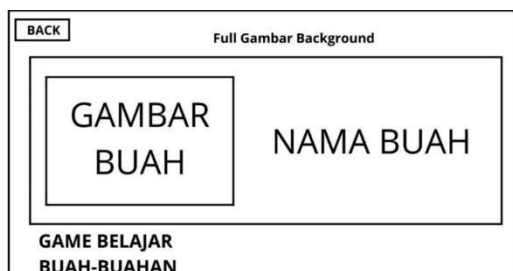 BACK
Full Gambar Background
GAMBAR
BUAH
NAMA BUAH
GAME BELAJAR
BUAH-BUAHAN